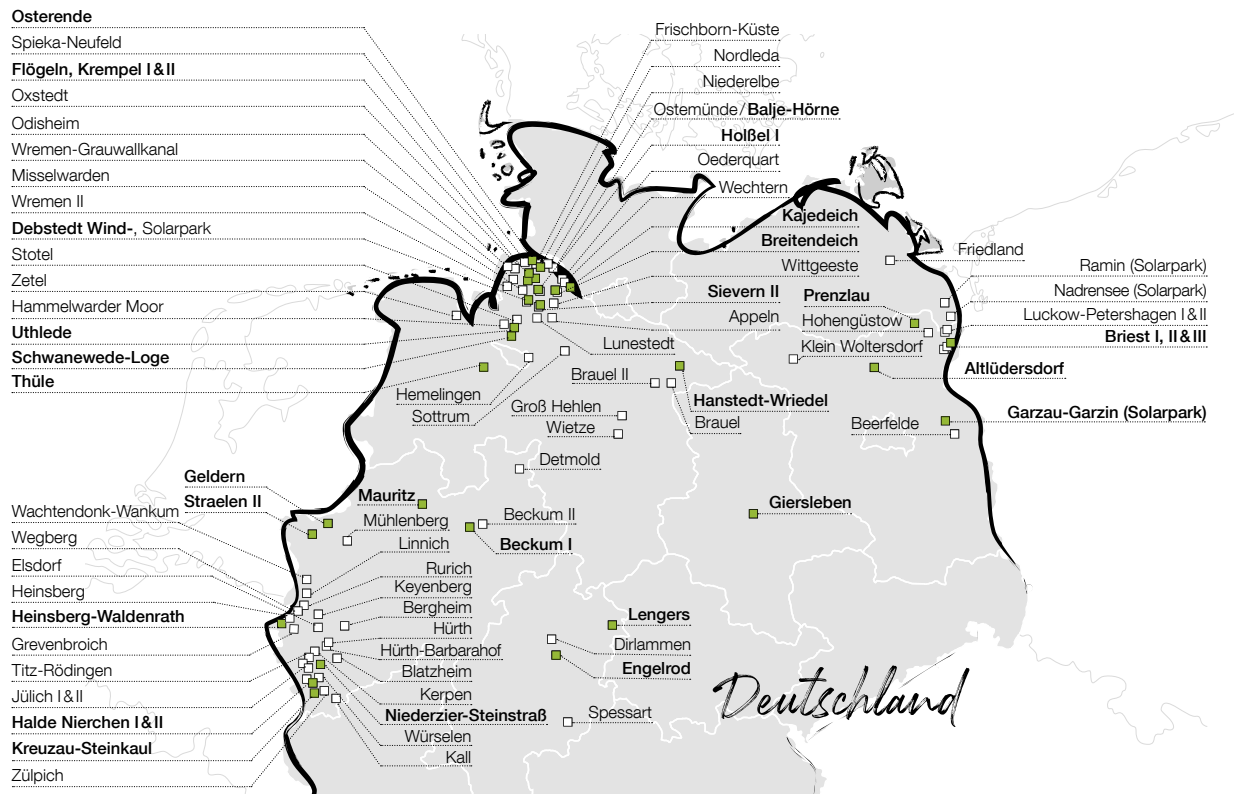 Osterende
Spieka-Neufeld
Flögeln, Krempel I & II
Oxstedt
Odisheim
Wremen-Grauwallkanal
Misselwarden
Wremen II
Debstedt Wind-, Solarpark
Stotel
Zetel
Hammelwarder Moor
Uthlede
Schwanewede-Loge
Thüle
Frischborn-Küste
Nordleda
Niederelbe
Ostemünde/Balje-Hörne
Holßel I
Oederquart
Wechtern
Kajedeich
Breitendeich
Wittgeeste
Sievern II
Appeln
Lunestedt
Friedland
Ramin (Solarpark)
Nadrensee (Solarpark)
Luckow-Petershagen I & II
Briest I, II & III
Prenzlau
Hohengüstow
Klein Woltersdorf
Altlüdersdorf
Garzau-Garzin (Solarpark)
Beerfelde
Hemelingen
Sottrum
Brauel II
Hanstedt-Wriedel
Brauel
Groß Hehlen
Wietze
Detmold
Giersleben
Geldern
Straelen II
Mauritz
Mühlenberg
Beckum II
Beckum I
Wachtendonk-Wankum
Wegberg
Elsdorf
Heinsberg
Heinsberg-Waldenrath
Grevenbroich
Titz-Rödingen
Jülich I & II
Halde Nierchen I & II
Kreuzau-Steinkaul
Zülpich
Linnich
Rurich
Keyenberg
Bergheim
Hürth
Hürth-Barbarahof
Blatzheim
Kerpen
Niederzier-Steinstraß
Würselen
Kall
Lengers
Dirlammen
Engelrod
Spessart
Deutschland